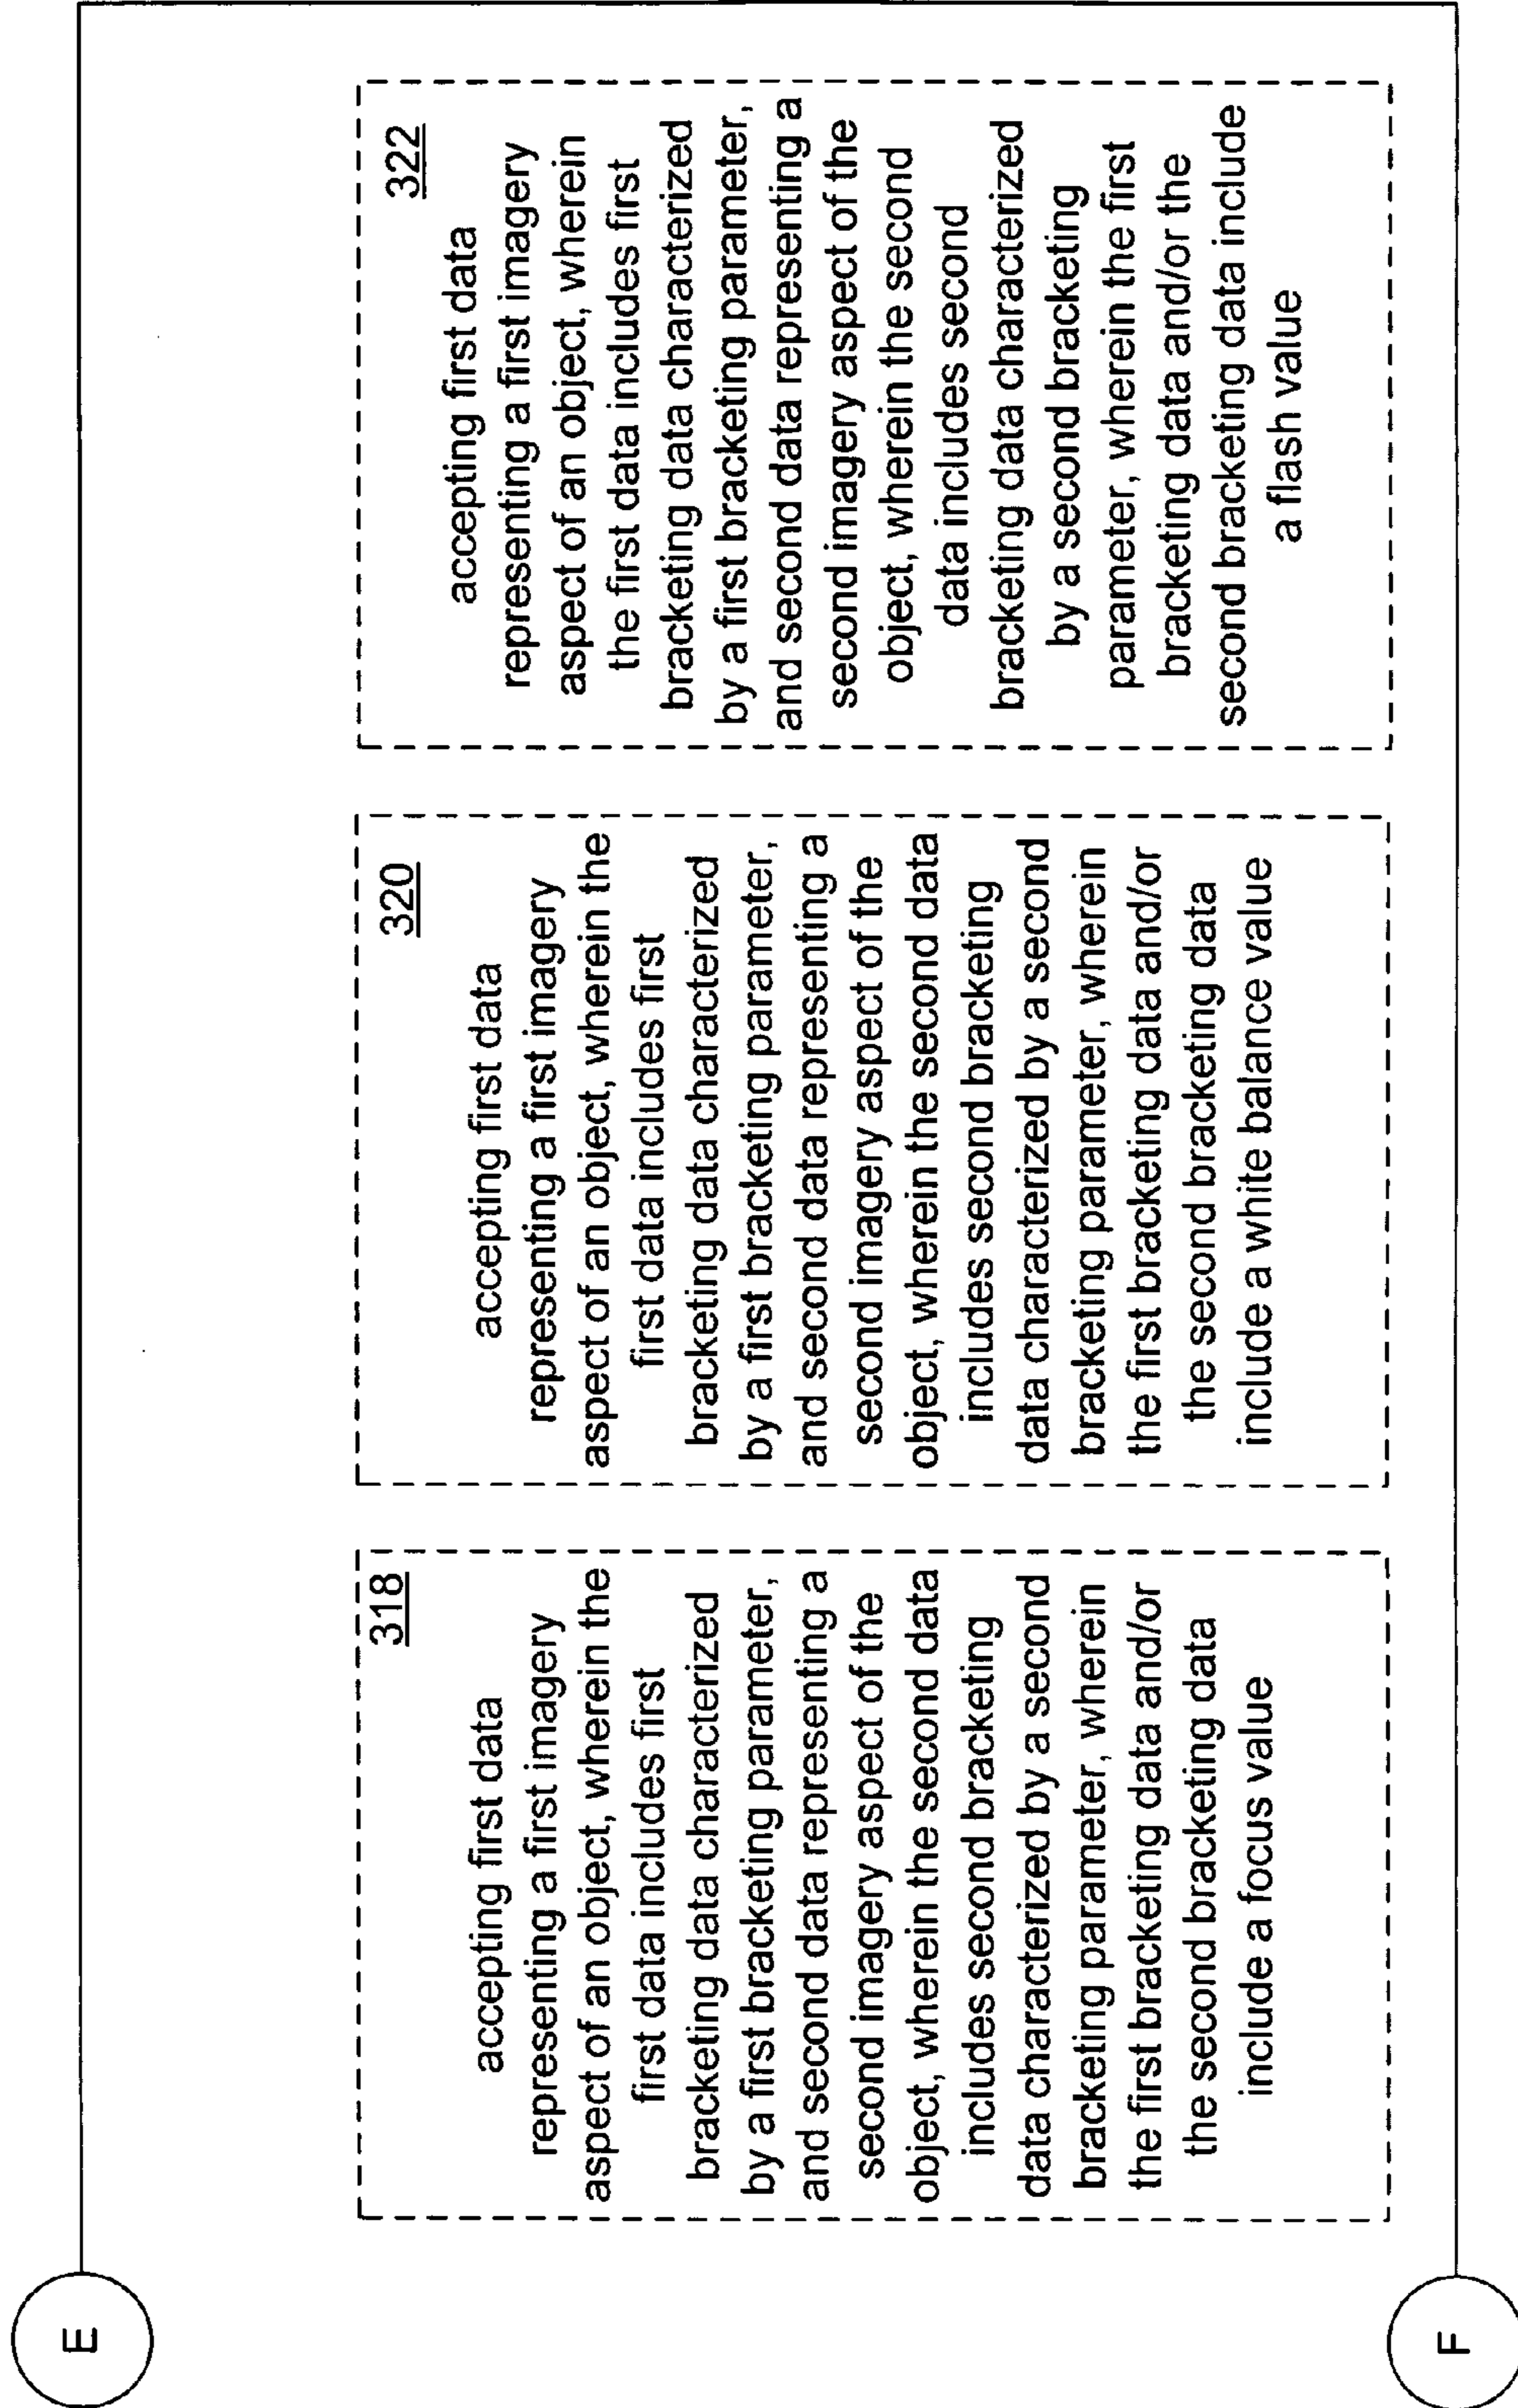 E
318
accepting first data
representing a first imagery
aspect of an object, wherein the
first data includes first
bracketing data characterized
by a first bracketing parameter,
and second data representing a
second imagery aspect of the
object, wherein the second data
includes second bracketing
data characterized by a second
bracketing parameter, wherein
the first bracketing data and/or
the second bracketing data
include a focus value
320
accepting first data
representing a first imagery
aspect of an object, wherein the
first data includes first
bracketing data characterized
by a first bracketing parameter,
and second data representing a
second imagery aspect of the
object, wherein the second data
includes second bracketing
data characterized by a second
bracketing parameter, wherein
the first bracketing data and/or
the second bracketing data
include a white balance value
322
accepting first data
representing a first imagery
aspect of an object, wherein
the first data includes first
bracketing data characterized
by a first bracketing parameter,
and second data representing a
second imagery aspect of the
object, wherein the second
data includes second
bracketing data characterized
by a second bracketing
parameter, wherein the first
bracketing data and/or the
second bracketing data include
a flash value
F